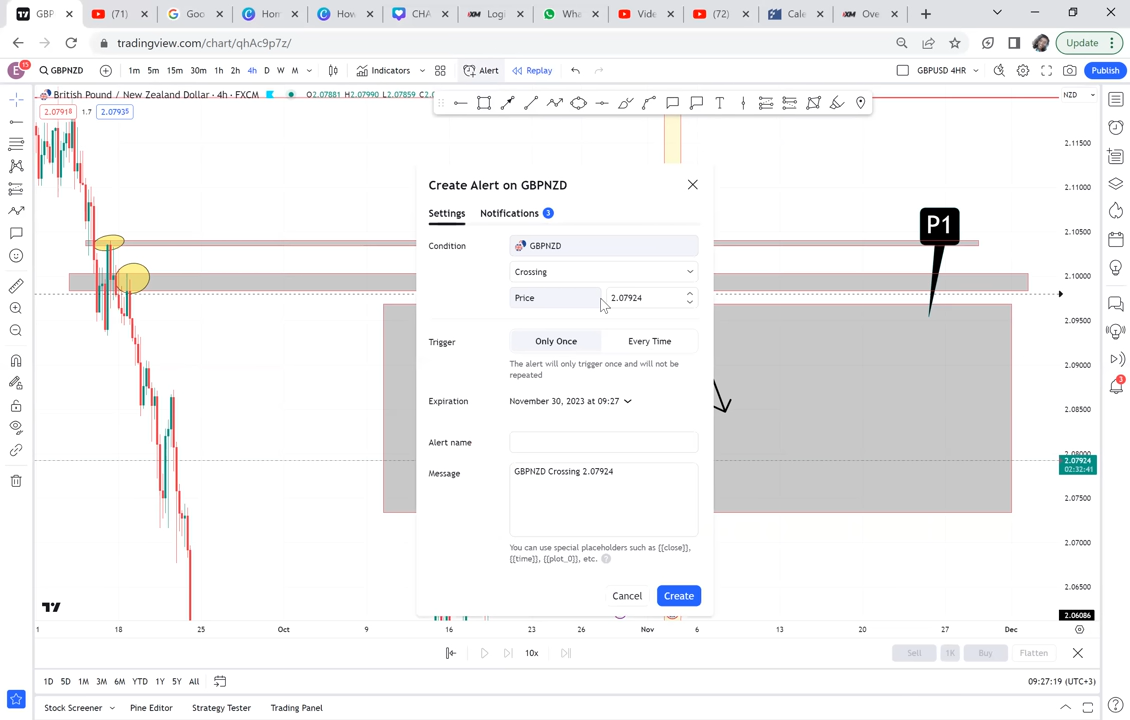 GBP
(71)
Goo
Hom
How
CHA
Logi
Wha
Vide
(72)
Cale
Ove
tradingview.com/chart/qhAc9p7z/
Update
E
15
GBPNZD
1m 5m 15m 30m 1h 2h 4h D W M
Indicators
Alert
Replay
GBPUSD 4HR
Publish
British Pound / New Zealand Dollar · 4h · FXCM
O2.07881 H2.07990 L2.07859 C2.
NZD
2.07918
1.7
2.07935
2.11500
2.11000
2.10500
2.10000
2.09500
2.09000
2.08500
2.08000
2.07924
02:32:41
2.07500
2.07000
2.06500
2.06086
P1
3
Create Alert on GBPNZD
Settings
Notifications 3
Condition
GBPNZD
Crossing
Price
2.07924
Trigger
Only Once
Every Time
The alert will only trigger once and will not be
repeated
Expiration
November 30, 2023 at 09:27
Alert name
Message
GBPNZD Crossing 2.07924
You can use special placeholders such as {{close}},
{{time}}, {{plot_0}}, etc.
Cancel
Create
1 18 25 Oct 9 16 23 26 Nov 6 13 20 27 Dec
10x
Sell
1K
Buy
Flatten
1D 5D 1M 3M 6M YTD 1Y 5Y All
09:27:19 (UTC+3)
Stock Screener
Pine Editor
Strategy Tester
Trading Panel